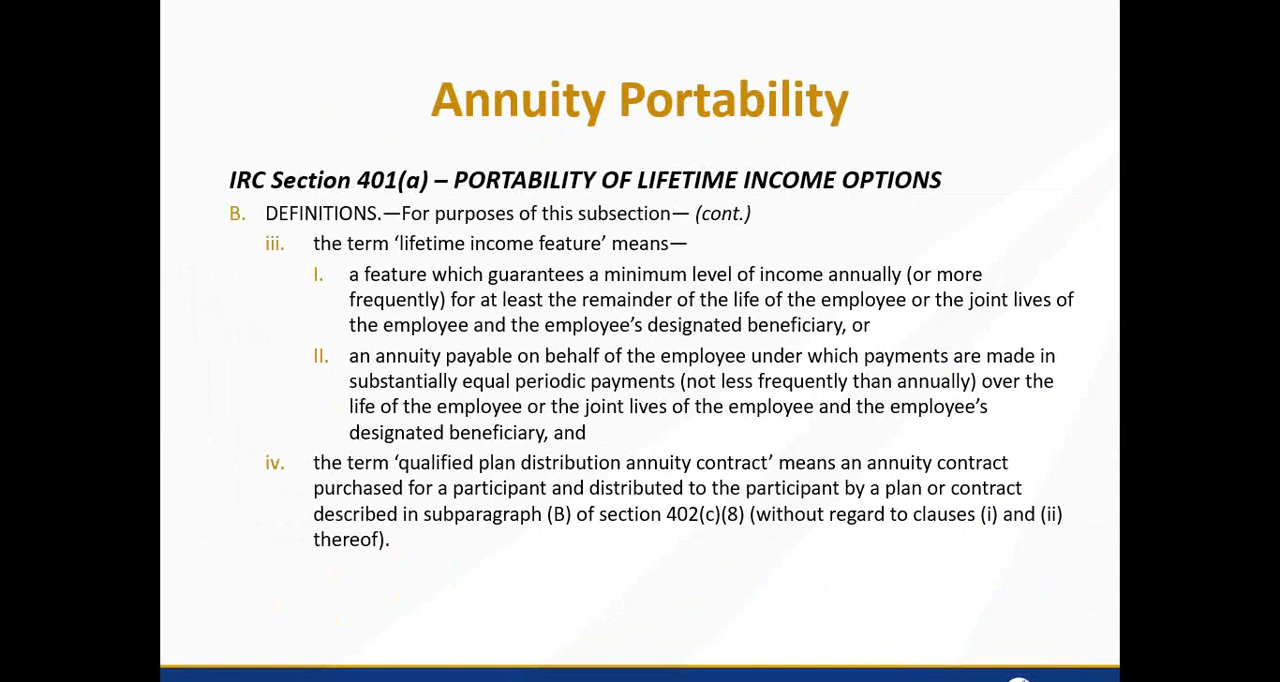 Annuity Portability
IRC Section 401(a) – PORTABILITY OF LIFETIME INCOME OPTIONS
B. DEFINITIONS.—For purposes of this subsection— (cont.)
iii. the term ‘lifetime income feature’ means—
I. a feature which guarantees a minimum level of income annually (or more
frequently) for at least the remainder of the life of the employee or the joint lives of
the employee and the employee’s designated beneficiary, or
II. an annuity payable on behalf of the employee under which payments are made in
substantially equal periodic payments (not less frequently than annually) over the
life of the employee or the joint lives of the employee and the employee’s
designated beneficiary, and
iv. the term ‘qualified plan distribution annuity contract’ means an annuity contract
purchased for a participant and distributed to the participant by a plan or contract
described in subparagraph (B) of section 402(c)(8) (without regard to clauses (i) and (ii)
thereof).